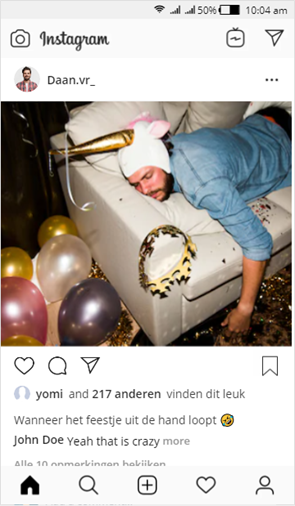 50% 10:04 am
Instagram
Daan.vr_
yomi and 217 anderen vinden dit leuk
Wanneer het feestje uit de hand loopt 🤣
John Doe Yeah that is crazy more
Alle 10 opmerkingen bekijken